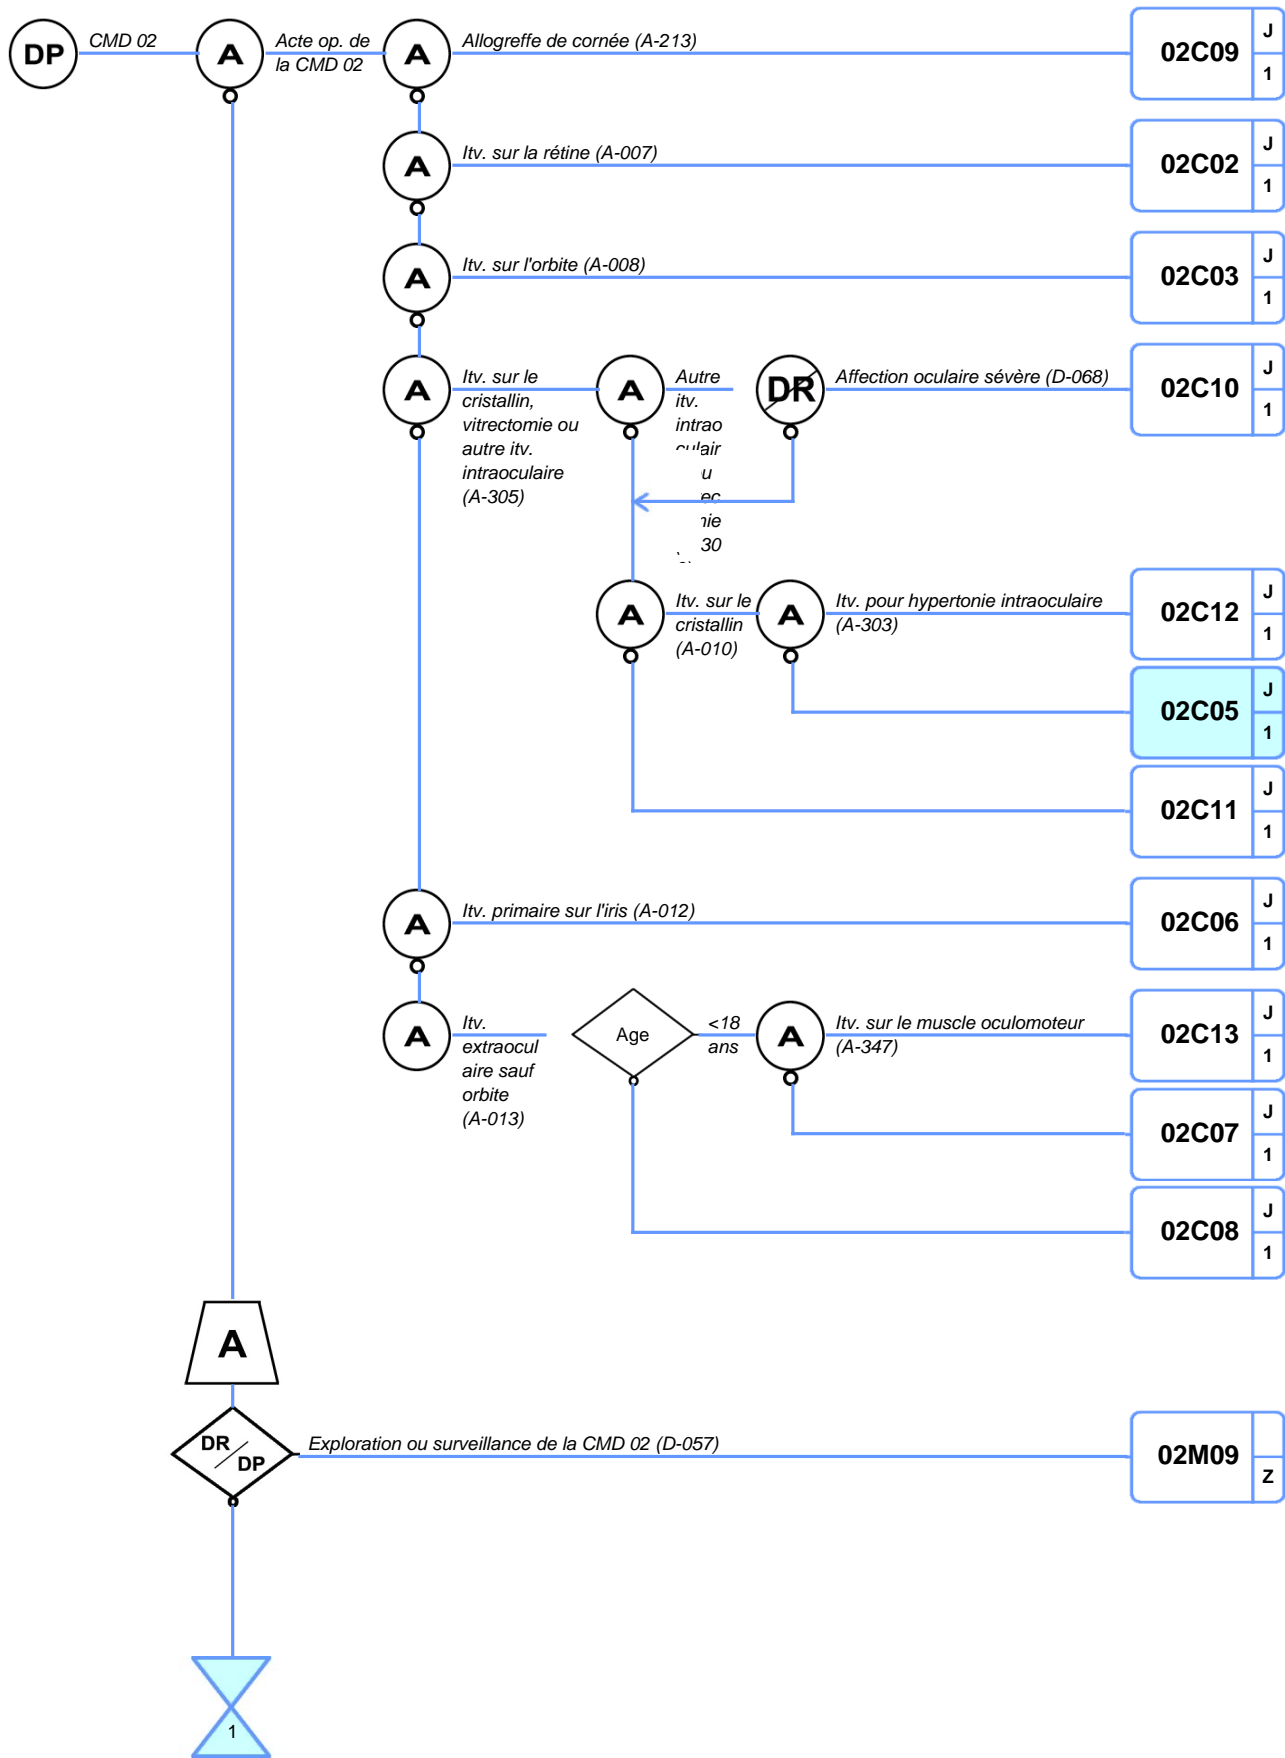 DP
CMD 02
A
Acte op. de
la CMD 02
A
Allogreffe de cornée (A-213)
02C09
J
1
A
Itv. sur la rétine (A-007)
02C02
J
1
A
Itv. sur l'orbite (A-008)
02C03
J
1
A
Itv. sur le
cristallin,
vitrectomie ou
autre itv.
intraoculaire
(A-305)
A
Autre
itv.
intrao
culair
u
ec
nie
30
DR
Affection oculaire sévère (D-068)
02C10
J
1
A
Itv. sur le
cristallin
(A-010)
A
Itv. pour hypertonie intraoculaire
(A-303)
02C12
J
1
02C05
J
1
02C11
J
1
A
Itv. primaire sur l'iris (A-012)
02C06
J
1
A
Itv.
extraocul
aire sauf
orbite
(A-013)
Age
<18
ans
A
Itv. sur le muscle oculomoteur
(A-347)
02C13
J
1
02C07
J
1
02C08
J
1
A
DR
DP
Exploration ou surveillance de la CMD 02 (D-057)
02M09
Z
1